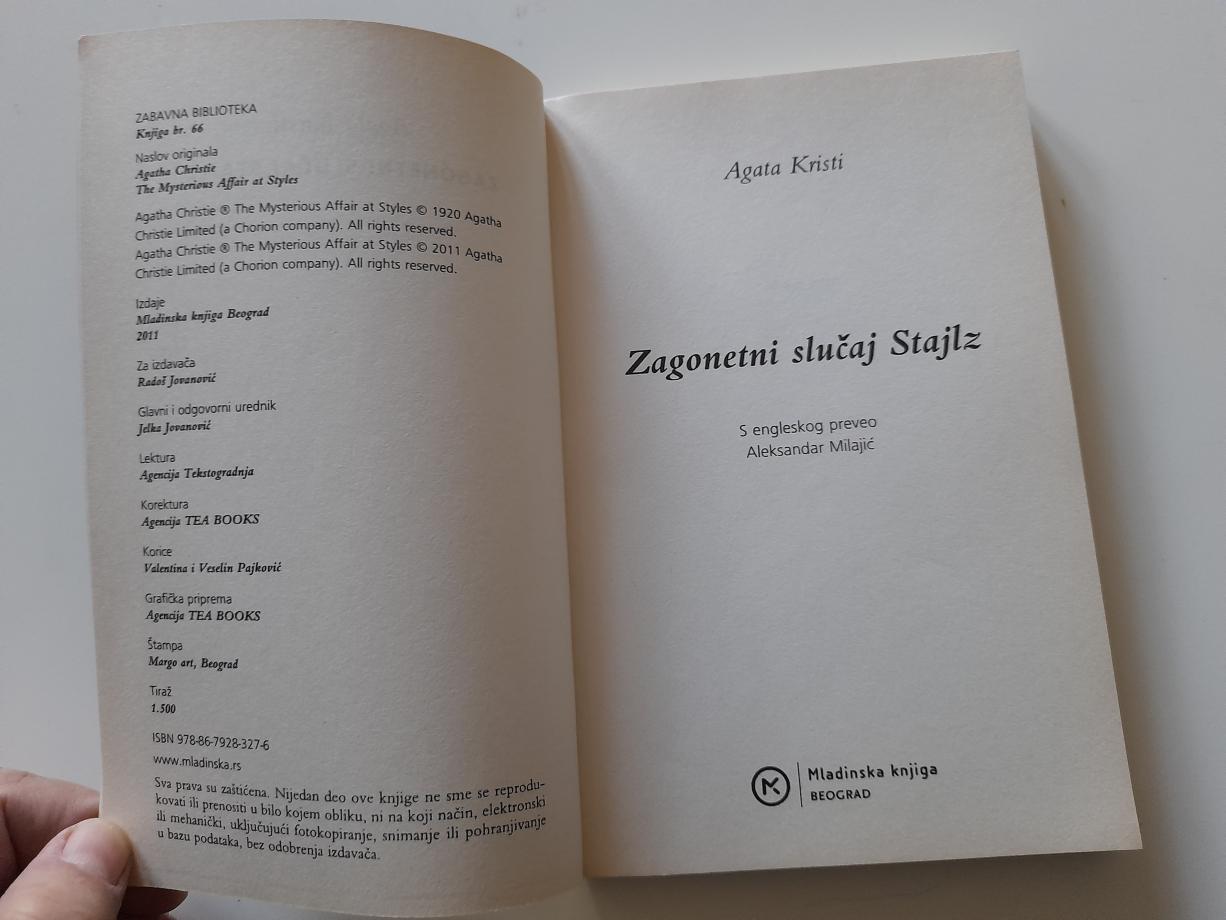 ZABAVNA BIBLIOTEKA
Knjiga br. 66
Naslov originala
Agatha Christie
The Mysterious Affair at Styles
Agatha Christie ® The Mysterious Affair at Styles © 1920 Agatha
Christie Limited (a Chorion company). All rights reserved.
Agatha Christie ® The Mysterious Affair at Styles © 2011 Agatha
Christie Limited (a Chorion company). All rights reserved.
Izdaje
Mladinska knjiga Beograd
2011
Za izdavača
Radoš Jovanović
Glavni i odgovorni urednik
Jelka Jovanović
Lektura
Agencija Tekstogradnja
Korektura
Agencija TEA BOOKS
Korice
Valentina i Veselin Pajković
Grafička priprema
Agencija TEA BOOKS
Štampa
Margo art, Beograd
Tiraž
1.500
ISBN 978-86-7928-327-6
www.mladinska.rs
Sva prava su zaštićena. Nijedan deo ove knjige ne sme se reprodu-
kovati ili prenositi u bilo kojem obliku, ni na koji način, elektronski
ili mehanički, uključujući fotokopiranje, snimanje ili pohranjivanje
u bazu podataka, bez odobrenja izdavača.
Agata Kristi
Zagonetni slučaj Stajlz
S engleskog preveo
Aleksandar Milajić
Mladinska knjiga
BEOGRAD